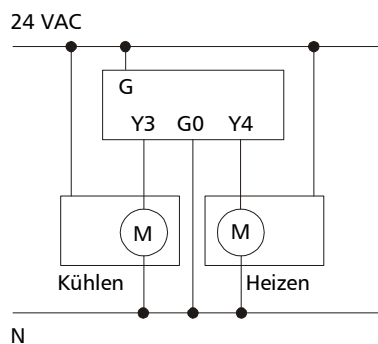 24 VAC
G
Y3 G0 Y4
M M
Kühlen Heizen
N